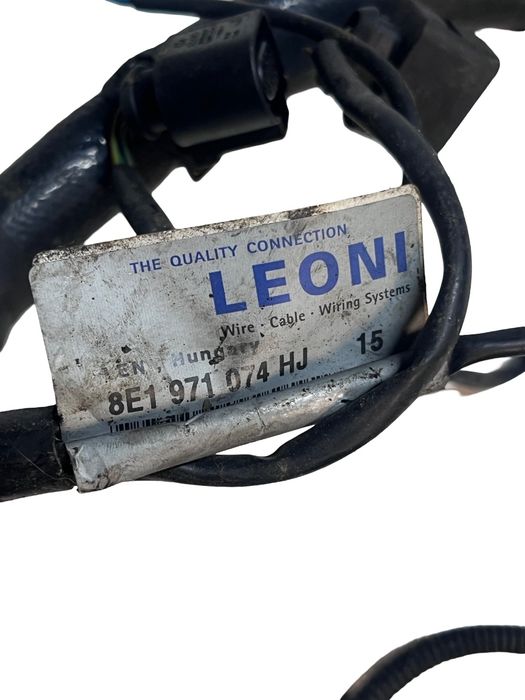 THE QUALITY CONNECTION
LEONI
Wire · Cable · Wiring Systems
Hungary
8E1 971 074 HJ 15